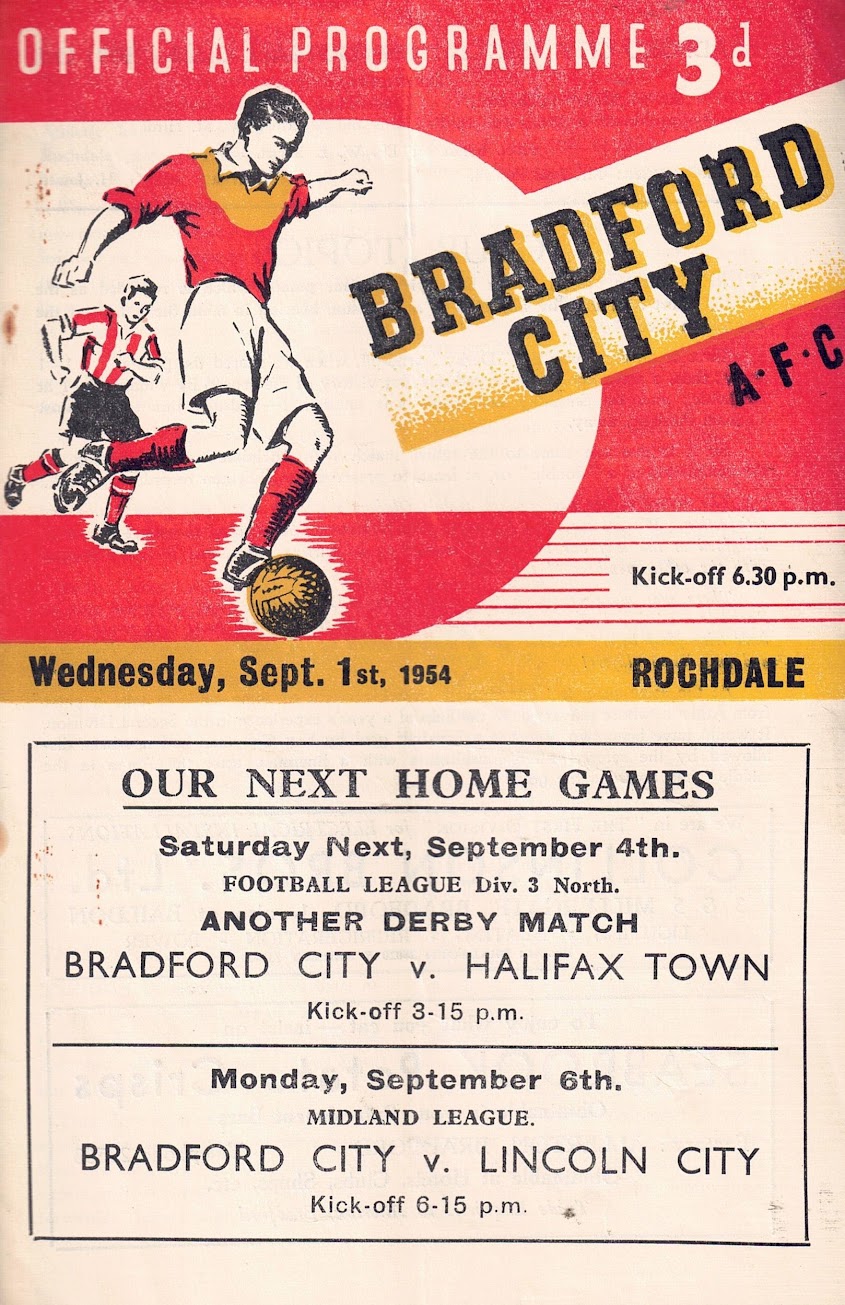 OFFICIAL PROGRAMME 3d
BRADFORD
CITY
A·F·C
Kick-off 6.30 p.m.
Wednesday, Sept. 1st, 1954 ROCHDALE
OUR NEXT HOME GAMES
Saturday Next, September 4th.
FOOTBALL LEAGUE Div. 3 North.
ANOTHER DERBY MATCH
BRADFORD CITY v. HALIFAX TOWN
Kick-off 3-15 p.m.
Monday, September 6th.
MIDLAND LEAGUE.
BRADFORD CITY v. LINCOLN CITY
Kick-off 6-15 p.m.